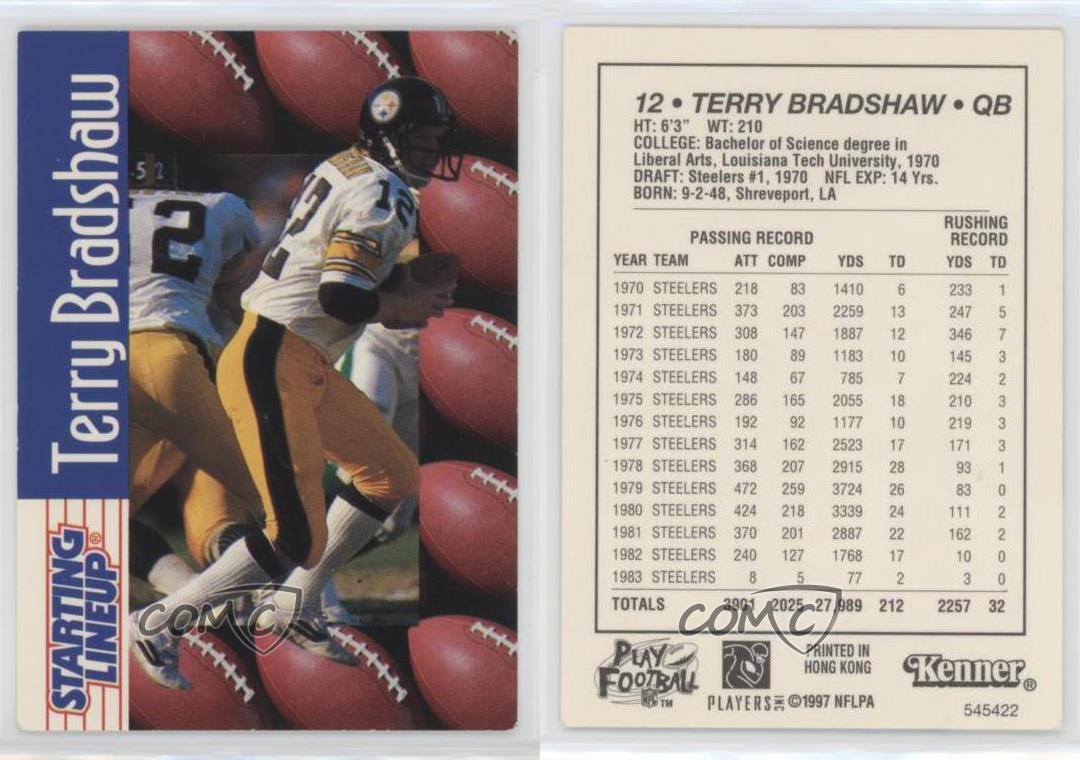 Terry Bradshaw
STARTING
LINEUP®
12
52
COMC
12 • TERRY BRADSHAW • QB
HT: 6'3" WT: 210
COLLEGE: Bachelor of Science degree in
Liberal Arts, Louisiana Tech University, 1970
DRAFT: Steelers #1, 1970 NFL EXP: 14 Yrs.
BORN: 9-2-48, Shreveport, LA
PASSING RECORD RUSHING RECORD
YEAR TEAM ATT COMP YDS TD YDS TD
1970 STEELERS 218 83 1410 6 233 1
1971 STEELERS 373 203 2259 13 247 5
1972 STEELERS 308 147 1887 12 346 7
1973 STEELERS 180 89 1183 10 145 3
1974 STEELERS 148 67 785 7 224 2
1975 STEELERS 286 165 2055 18 210 3
1976 STEELERS 192 92 1177 10 219 3
1977 STEELERS 314 162 2523 17 171 3
1978 STEELERS 368 207 2915 28 93 1
1979 STEELERS 472 259 3724 26 83 0
1980 STEELERS 424 218 3339 24 111 2
1981 STEELERS 370 201 2887 22 162 2
1982 STEELERS 240 127 1768 17 10 0
1983 STEELERS 8 5 77 2 3 0
TOTALS 3901 2025 27,989 212 2257 32
COMC
PLAY
FOOTBALL
NFL TM
PLAYERS INC ©1997 NFLPA
PRINTED IN
HONG KONG
Kenner®
545422